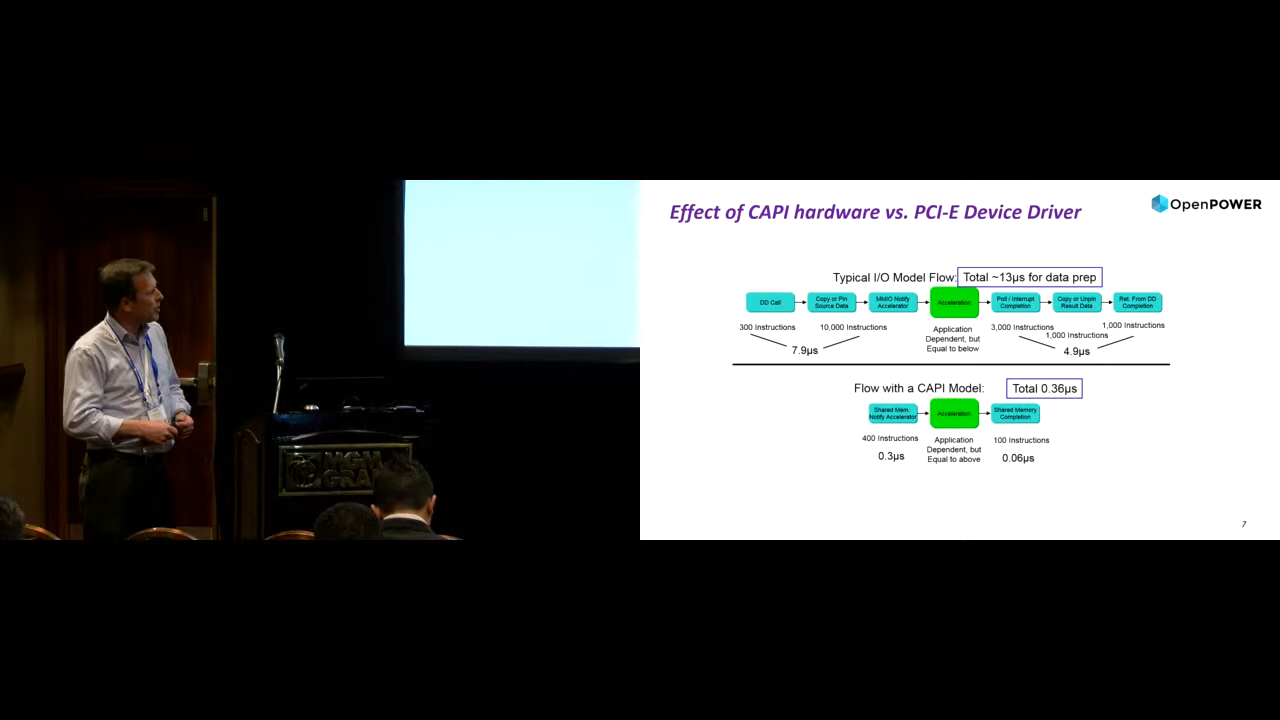 Effect of CAPI hardware vs. PCI-E Device Driver
OpenPOWER
Typical I/O Model Flow: Total ~13µs for data prep
DD Call
Copy or Pin
Source Data
MMIO Notify
Accelerator
Acceleration
Poll / Interrupt
Completion
Copy or Unpin
Result Data
Ret. From DD
Completion
300 Instructions
10,000 Instructions
Application
Dependent, but
Equal to below
3,000 Instructions
1,000 Instructions
1,000 Instructions
7.9µs
4.9µs
Flow with a CAPI Model: Total 0.36µs
Shared Mem.
Notify Accelerator
Acceleration
Shared Memory
Completion
400 Instructions
0.3µs
Application
Dependent, but
Equal to above
100 Instructions
0.06µs
7
MGM
GRAND